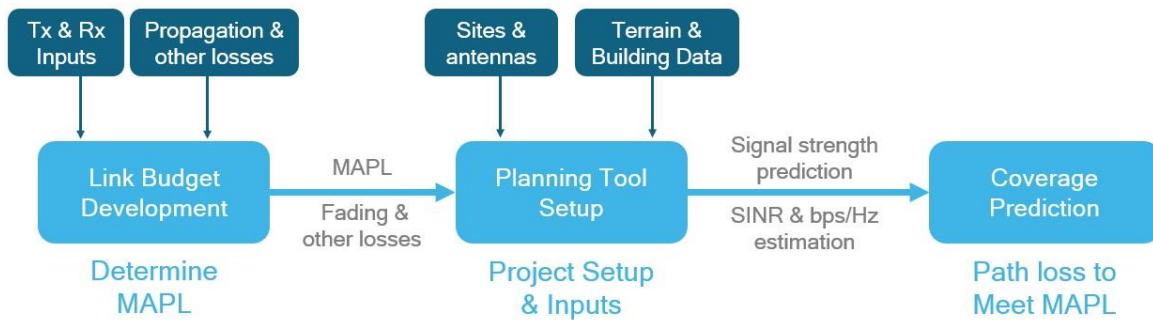 Tx & Rx
Inputs
Propagation &
other losses
Sites &
antennas
Terrain &
Building Data
Link Budget
Development
MAPL
Fading &
other losses
Planning Tool
Setup
Signal strength
prediction
SINR & bps/Hz
estimation
Coverage
Prediction
Determine
MAPL
Project Setup
& Inputs
Path loss to
Meet MAPL